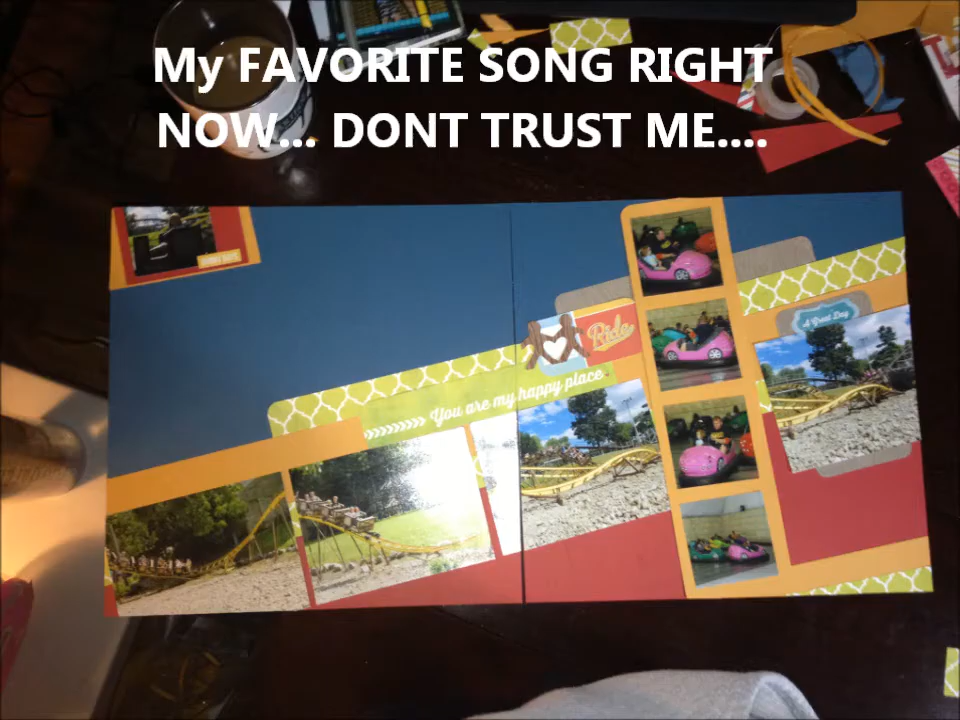 My FAVORITE SONG RIGHT
NOW... DONT TRUST ME....
Ride
A Great Day
You are my happy place